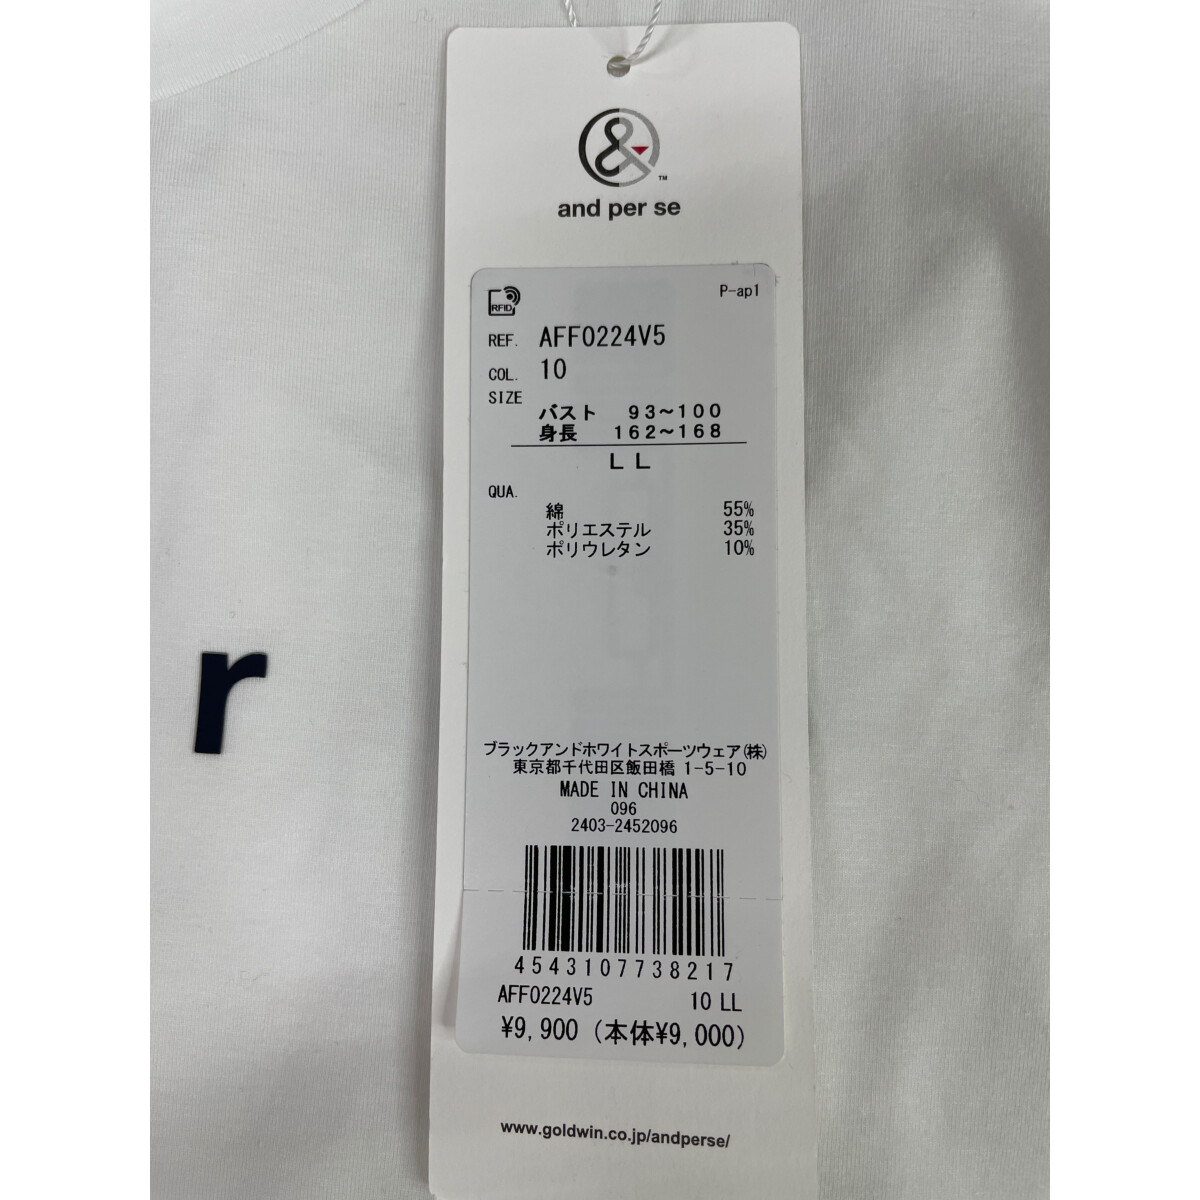 &
TM
and per se
RFID
P-ap1
REF. AFF0224V5
COL. 10
SIZE
バスト 93~100
身長 162~168
LL
QUA.
綿 55%
ポリエステル 35%
ポリウレタン 10%
r
ブラックアンドホワイトスポーツウェア(株)
東京都千代田区飯田橋 1-5-10
MADE IN CHINA
096
2403-2452096
4543107738217
AFF0224V5 10 LL
¥9,900 (本体¥9,000)
www.goldwin.co.jp/andperse/